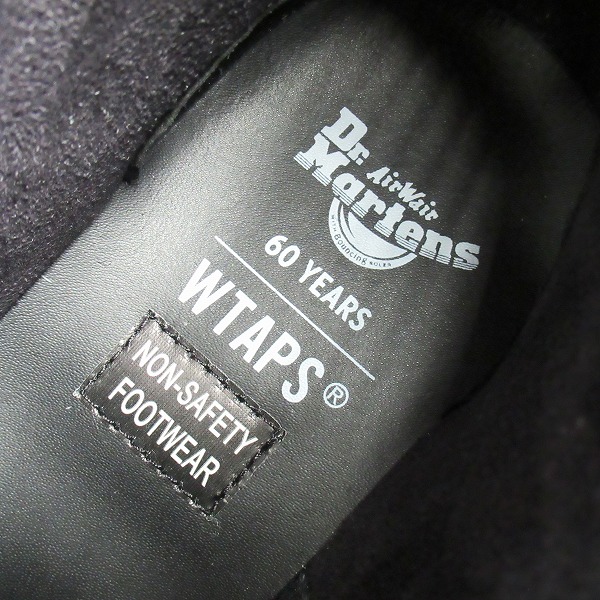 Dr. AirWair
Martens
WITH Bouncing SOLES
60 YEARS
WTAPS®
NON-SAFETY
FOOTWEAR